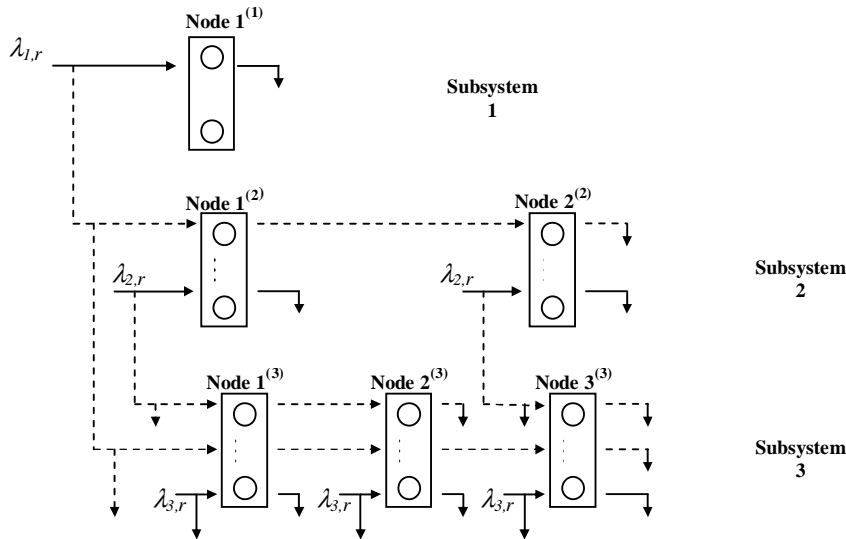 Node 1(1)
λ1,r
Subsystem
1
Node 1(2)
Node 2(2)
λ2,r
λ2,r
Subsystem
2
Node 1(3)
Node 2(3)
Node 3(3)
Subsystem
3
λ3,r
λ3,r
λ3,r